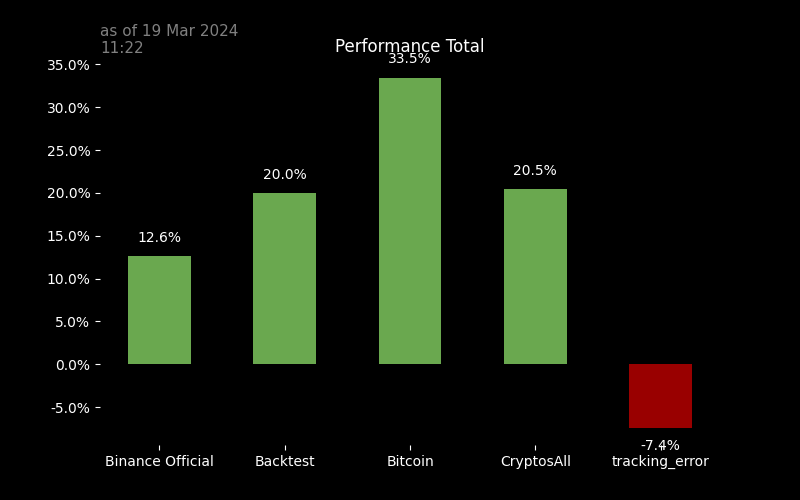 as of 19 Mar 2024
11:22
Performance Total
35.0%
30.0%
25.0%
20.0%
15.0%
10.0%
5.0%
0.0%
-5.0%
12.6%
20.0%
33.5%
20.5%
-7.4%
Binance Official
Backtest
Bitcoin
CryptosAll
tracking_error